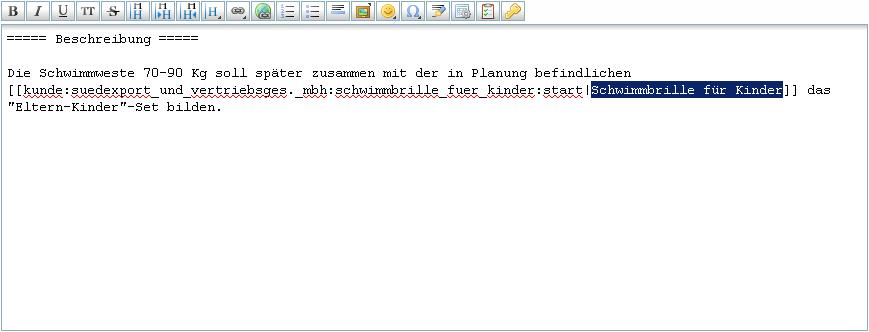 B I U TT S H H H H H H H Ω
===== Beschreibung =====
Die Schwimmweste 70-90 Kg soll später zusammen mit der in Planung befindlichen
[[kunde:suedexport_und_vertriebsges._mbh:schwimmbrille_fuer_kinder:start|Schwimmbrille für Kinder]] das
"Eltern-Kinder"-Set bilden.